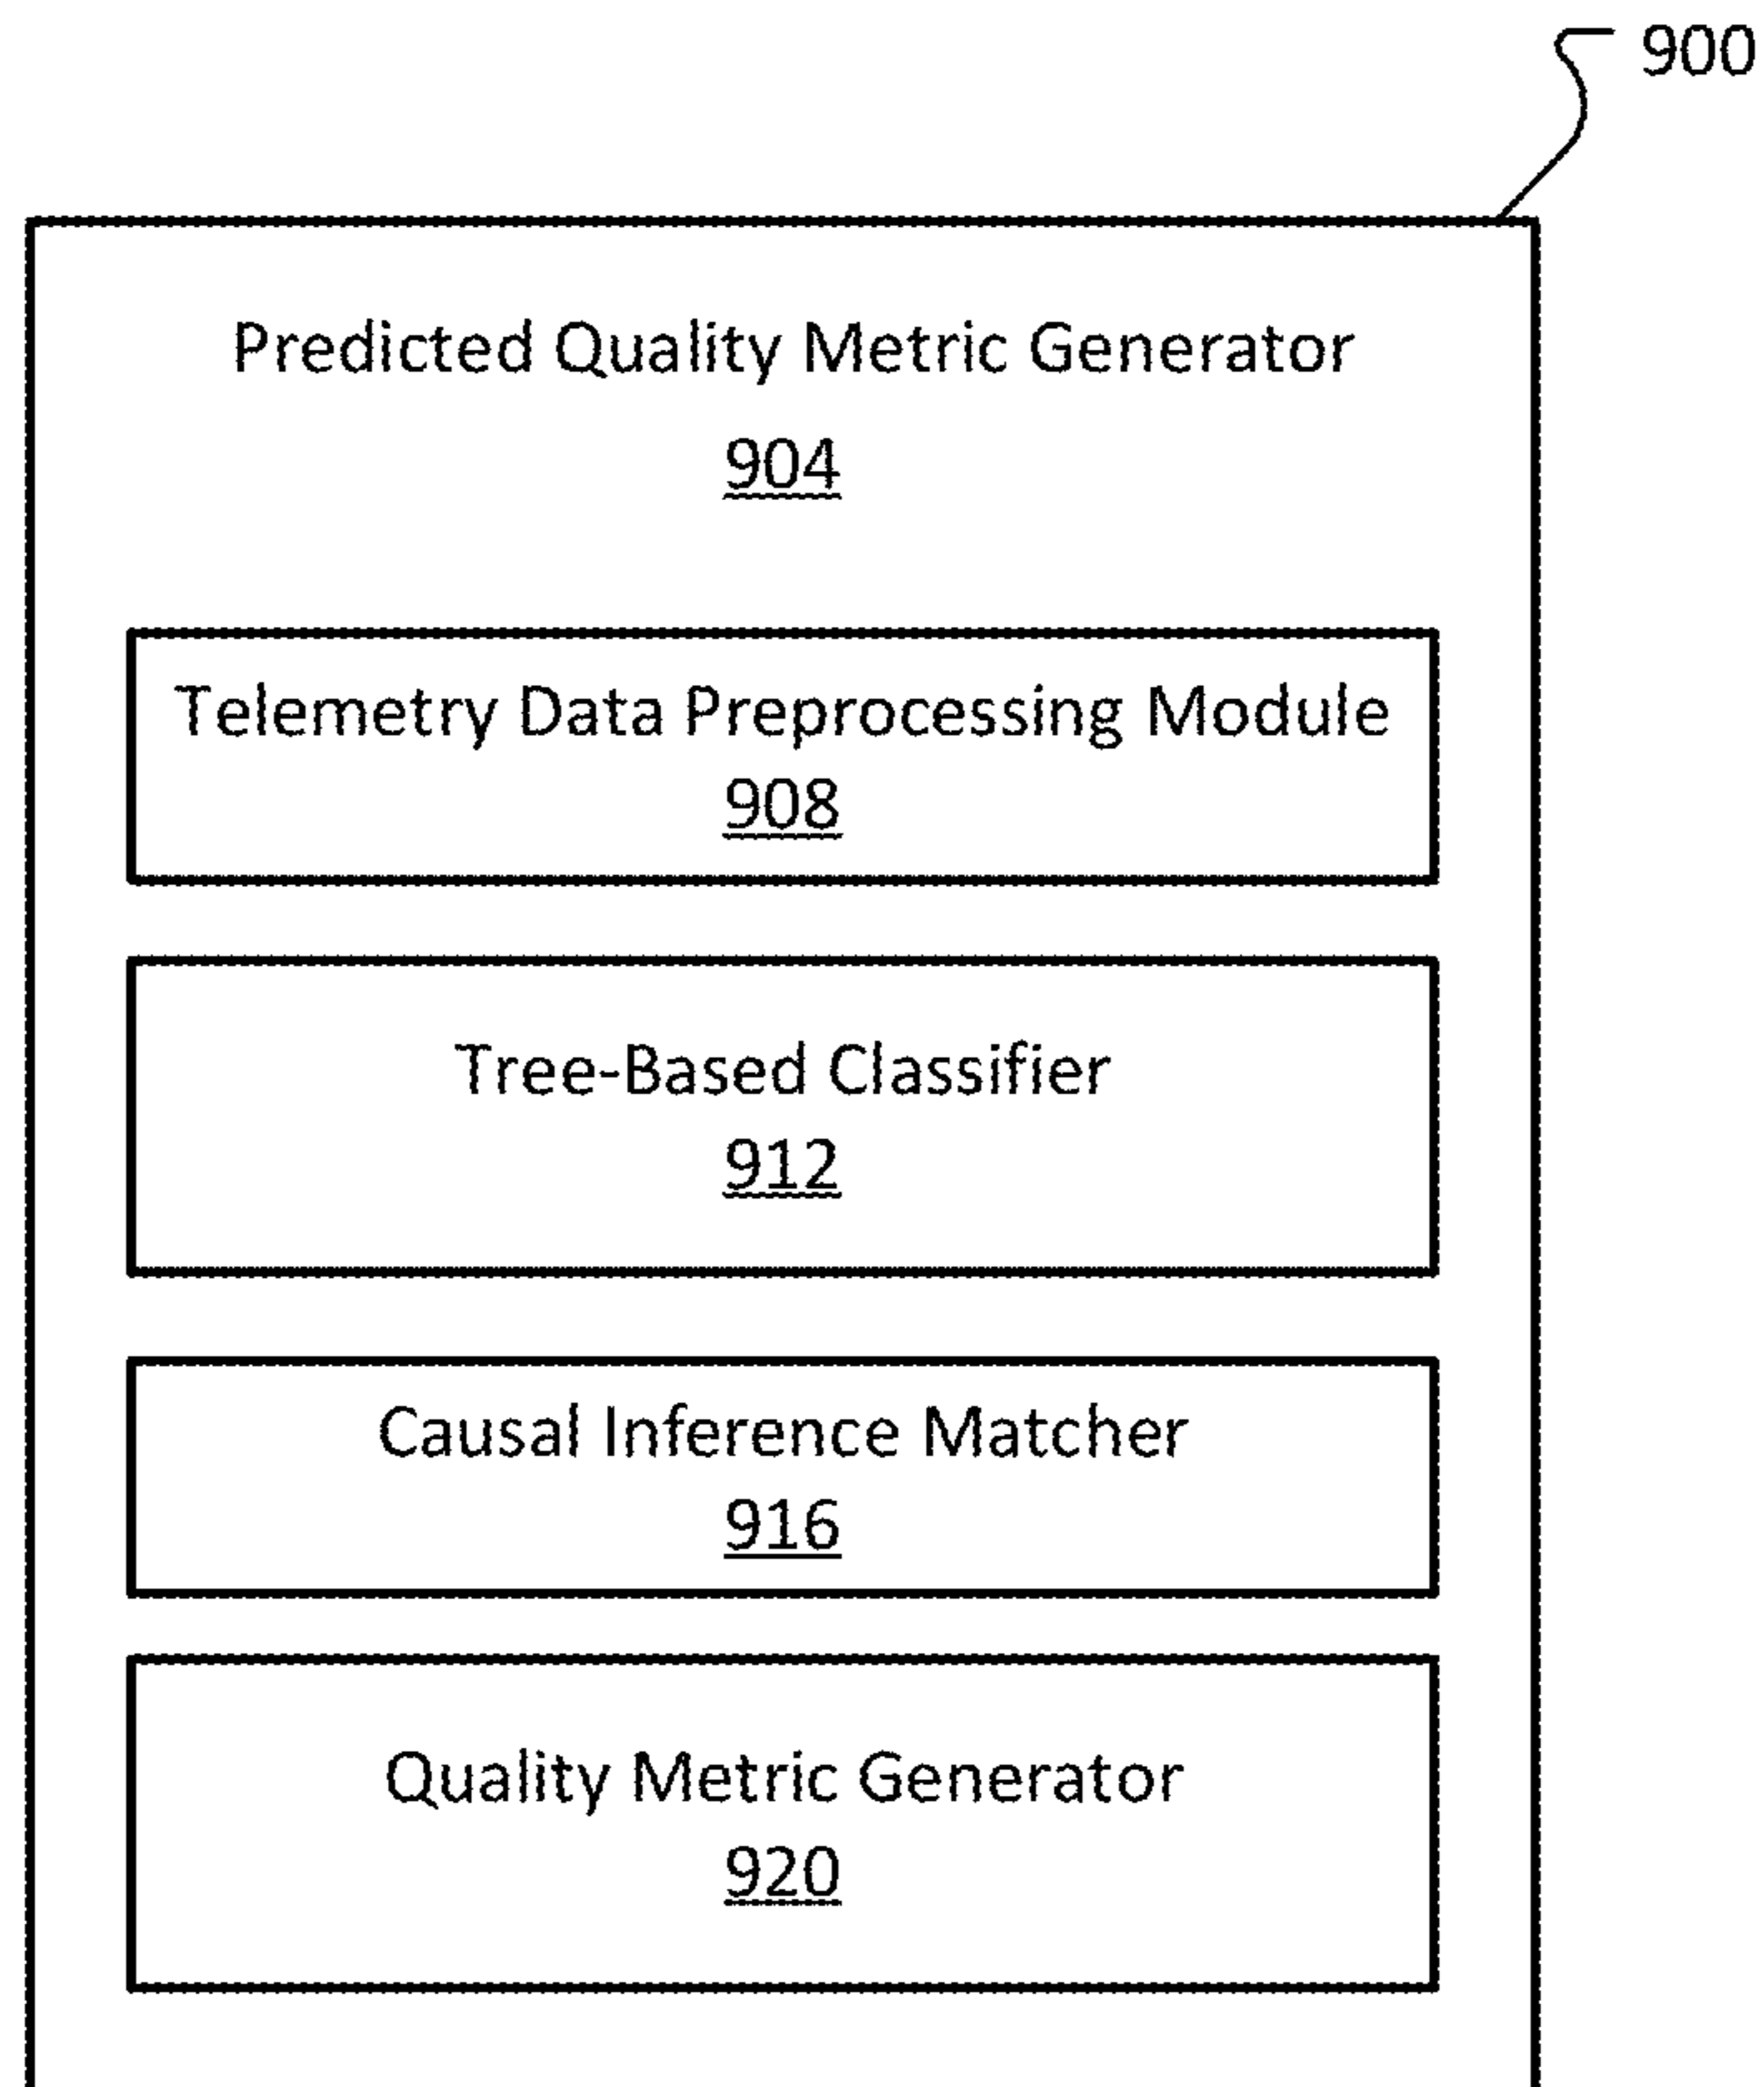 900
Predicted Quality Metric Generator
904
Telemetry Data Preprocessing Module
908
Tree-Based Classifier
912
Causal Inference Matcher
916
Quality Metric Generator
920